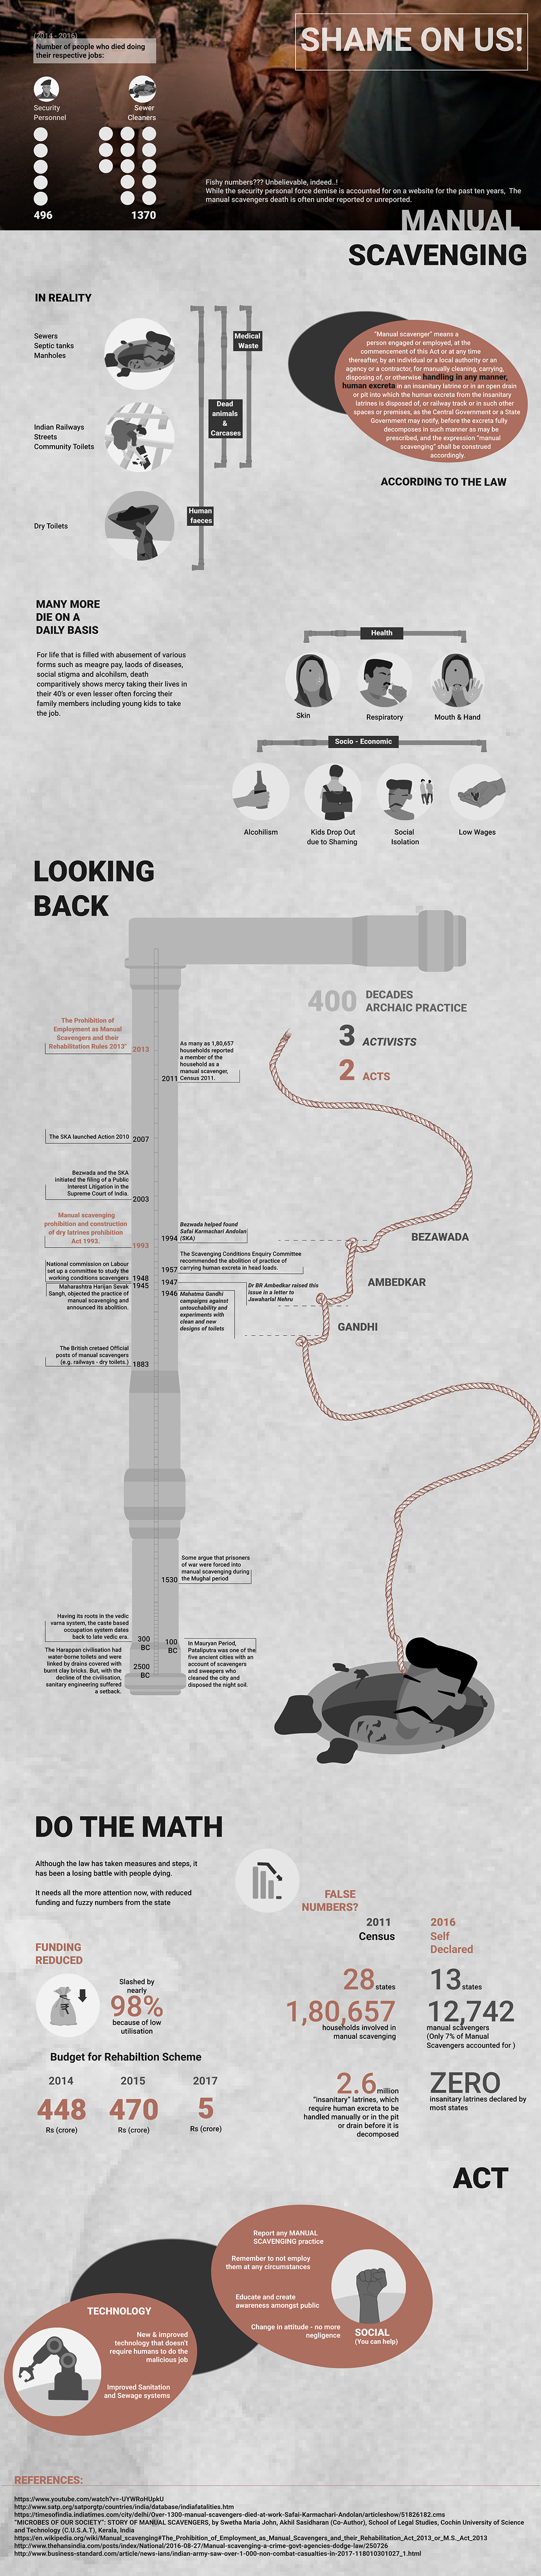 (2014 - 2016)
Number of people who died doing
their respective jobs:
SHAME ON US!
Security
Personnel
Sewer
Cleaners
496
1370
Fishy numbers??? Unbelievable, indeed..!
While the security personal force demise is accounted for on a website for the past ten years, The
manual scavengers death is often under reported or unreported.
MANUAL
SCAVENGING
IN REALITY
Sewers
Septic tanks
Manholes
Indian Railways
Streets
Community Toilets
Dry Toilets
Medical
Waste
Dead
animals
&
Carcases
Human
faeces
"Manual scavenger" means a
person engaged or employed, at the
commencement of this Act or at any time
thereafter, by an individual or a local authority or an
agency or a contractor, for manually cleaning, carrying,
disposing of, or otherwise handling in any manner,
human excreta in an insanitary latrine or in an open drain
or pit into which the human excreta from the insanitary
latrines is disposed of, or railway track or in such other
spaces or premises, as the Central Government or a State
Government may notify, before the excreta fully
decomposes in such manner as may be
prescribed, and the expression "manual
scavenging" shall be construed
accordingly.
ACCORDING TO THE LAW
MANY MORE
DIE ON A
DAILY BASIS
For life that is filled with abusement of various
forms such as meagre pay, laods of diseases,
social stigma and alcohilsm, death
comparitively shows mercy taking their lives in
their 40's or even lesser often forcing their
family members including young kids to take
the job.
Health
Skin
Respiratory
Mouth & Hand
Socio - Economic
Alcohilism
Kids Drop Out
due to Shaming
Social
Isolation
Low Wages
LOOKING
BACK
400 DECADES
ARCHAIC PRACTICE
3 ACTIVISTS
2 ACTS
The Prohibition of
Employment as Manual
Scavengers and their
Rehabilitation Rules 2013"
2013
As many as 1,80,657
households reported
a member of the
household as a
manual scavenger,
Census 2011.
2011
The SKA launched Action 2010
2007
Bezwada and the SKA
initiated the filing of a Public
Interest Litigation in the
Supreme Court of India.
2003
Manual scavenging
prohibition and construction
of dry latrines prohibition
Act 1993.
1993
Bezwada helped found
Safai Karmachari Andolan
(SKA)
1994
BEZAWADA
The Scavenging Conditions Enquiry Committee
recommended the abolition of practice of
carrying human excreta in head loads.
1957
National commission on Labour
set up a committee to study the
working conditions scavengers
1948
1947
Dr BR Ambedkar raised this
issue in a letter to
Jawaharlal Nehru
AMBEDKAR
Maharashtra Harijan Sevak
Sangh, objected the practice of
manual scavenging and
announced its abolition.
1945
1946
Mahatma Gandhi
campaigns against
untouchability and
experiments with
clean and new
designs of toilets
GANDHI
The British cretaed Official
posts of manual scavengers
(e.g. railways - dry toilets.)
1883
Some argue that prisoners
of war were forced into
manual scavenging during
the Mughal period
1530
Having its roots in the vedic
varna system, the caste based
occupation system dates
back to late vedic era.
300
BC
100
BC
In Mauryan Period,
Pataliputra was one of the
five ancient cities with an
account of scavengers
and sweepers who
cleaned the city and
disposed the night soil.
The Harappan civilisation had
water-borne toilets and were
linked by drains covered with
burnt clay bricks. But, with the
decline of the civilisation,
sanitary engineering suffered
a setback.
2500
BC
DO THE MATH
Although the law has taken measures and steps, it
has been a losing battle with people dying.
It needs all the more attention now, with reduced
funding and fuzzy numbers from the state
FALSE
NUMBERS?
2011
Census
2016
Self
Declared
28 states
13 states
1,80,657
households involved in
manual scavenging
12,742
manual scavengers
(Only 7% of Manual
Scavengers accounted for )
2.6 million
"insanitary" latrines, which
require human excreta to be
handled manually or in the pit
or drain before it is
decomposed
ZERO
insanitary latrines declared by
most states
FUNDING
REDUCED
Slashed by
nearly
98%
because of low
utilisation
Budget for Rehabiltion Scheme
2014
2015
2017
448
470
5
Rs (crore)
Rs (crore)
Rs (crore)
ACT
Report any MANUAL
SCAVENGING practice
Remember to not employ
them at any circumstances
Educate and create
awareness amongst public
Change in attitude - no more
negligence
SOCIAL
(You can help)
TECHNOLOGY
New & improved
technology that doesn't
require humans to do the
malicious job
Improved Sanitation
and Sewage systems
REFERENCES:
https://www.youtube.com/watch?v=-UYWRoHUpkU
http://www.satp.org/satporgtp/countries/india/database/indiafatalities.htm
https://timesofindia.indiatimes.com/city/delhi/Over-1300-manual-scavengers-died-at-work-Safai-Karmachari-Andolan/articleshow/51826182.cms
"MICROBES OF OUR SOCIETY": STORY OF MANUAL SCAVENGERS, by Swetha Maria John, Akhil Sasidharan (Co-Author), School of Legal Studies, Cochin University of Science
and Technology (C.U.S.A.T), Kerala, India
https://en.wikipedia.org/wiki/Manual_scavenging#The_Prohibition_of_Employment_as_Manual_Scavengers_and_their_Rehabilitation_Act_2013_or_M.S._Act_2013
http://www.thehansindia.com/posts/index/National/2016-08-27/Manual-scavenging-a-crime-govt-agencies-dodge-law/250726
http://www.business-standard.com/article/news-ians/indian-army-saw-over-1-000-non-combat-casualties-in-2017-118010301027_1.html